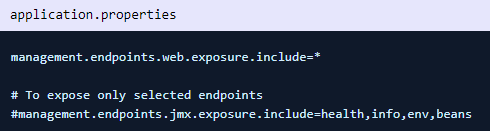 application.properties
management.endpoints.web.exposure.include=*
# To expose only selected endpoints
#management.endpoints.jmx.exposure.include=health,info,env,beans